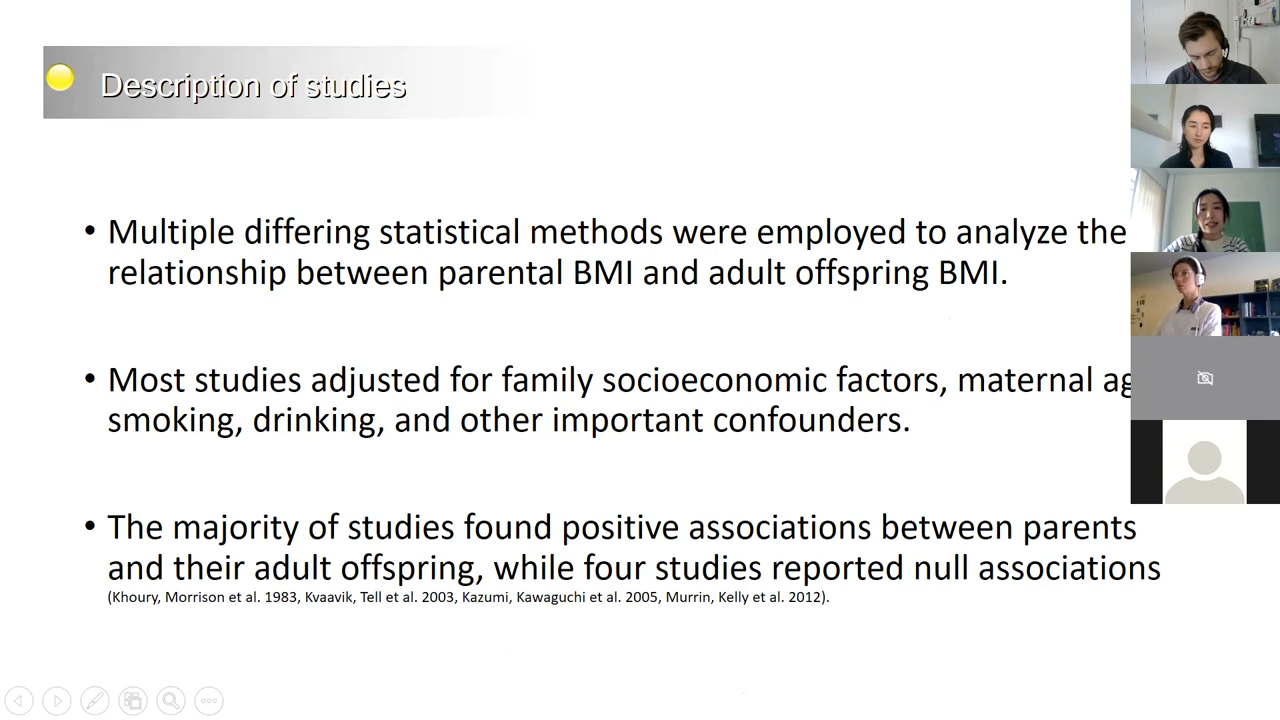 Description of studies
• Multiple differing statistical methods were employed to analyze the
relationship between parental BMI and adult offspring BMI.
• Most studies adjusted for family socioeconomic factors, maternal
smoking, drinking, and other important confounders.
• The majority of studies found positive associations between parents
and their adult offspring, while four studies reported null associations
(Khoury, Morrison et al. 1983, Kvaavik, Tell et al. 2003, Kazumi, Kawaguchi et al. 2005, Murrin, Kelly et al. 2012).